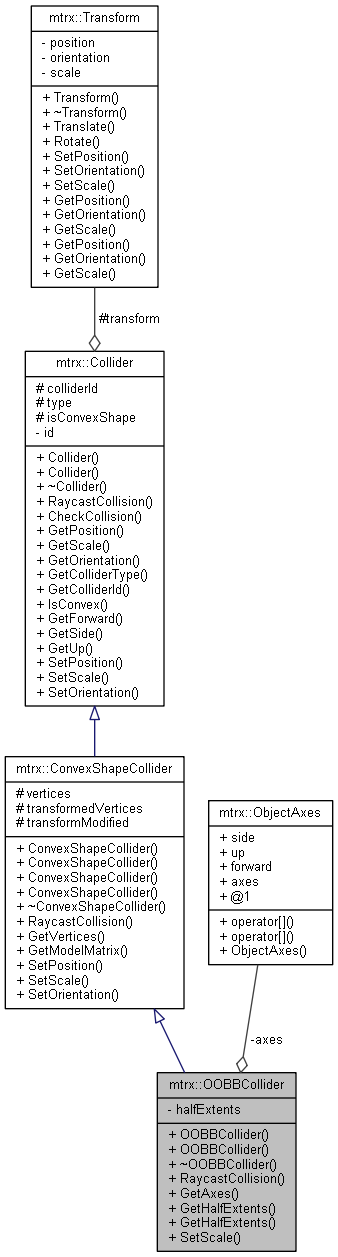 mtrx::Transform
- position
- orientation
- scale
+ Transform()
+ ~Transform()
+ Translate()
+ Rotate()
+ SetPosition()
+ SetOrientation()
+ SetScale()
+ GetPosition()
+ GetOrientation()
+ GetScale()
+ GetPosition()
+ GetOrientation()
+ GetScale()
#transform
mtrx::Collider
# colliderId
# type
# isConvexShape
- id
+ Collider()
+ Collider()
+ ~Collider()
+ RaycastCollision()
+ CheckCollision()
+ GetPosition()
+ GetScale()
+ GetOrientation()
+ GetColliderType()
+ GetColliderId()
+ IsConvex()
+ GetForward()
+ GetSide()
+ GetUp()
+ SetPosition()
+ SetScale()
+ SetOrientation()
mtrx::ConvexShapeCollider
# vertices
# transformedVertices
# transformModified
+ ConvexShapeCollider()
+ ConvexShapeCollider()
+ ConvexShapeCollider()
+ ConvexShapeCollider()
+ ~ConvexShapeCollider()
+ RaycastCollision()
+ GetVertices()
+ GetModelMatrix()
+ SetPosition()
+ SetScale()
+ SetOrientation()
mtrx::ObjectAxes
+ side
+ up
+ forward
+ axes
+ @1
+ operator[]()
+ operator[]()
+ ObjectAxes()
-axes
mtrx::OOBBCollider
- halfExtents
+ OOBBCollider()
+ OOBBCollider()
+ ~OOBBCollider()
+ RaycastCollision()
+ GetAxes()
+ GetHalfExtents()
+ GetHalfExtents()
+ SetScale()